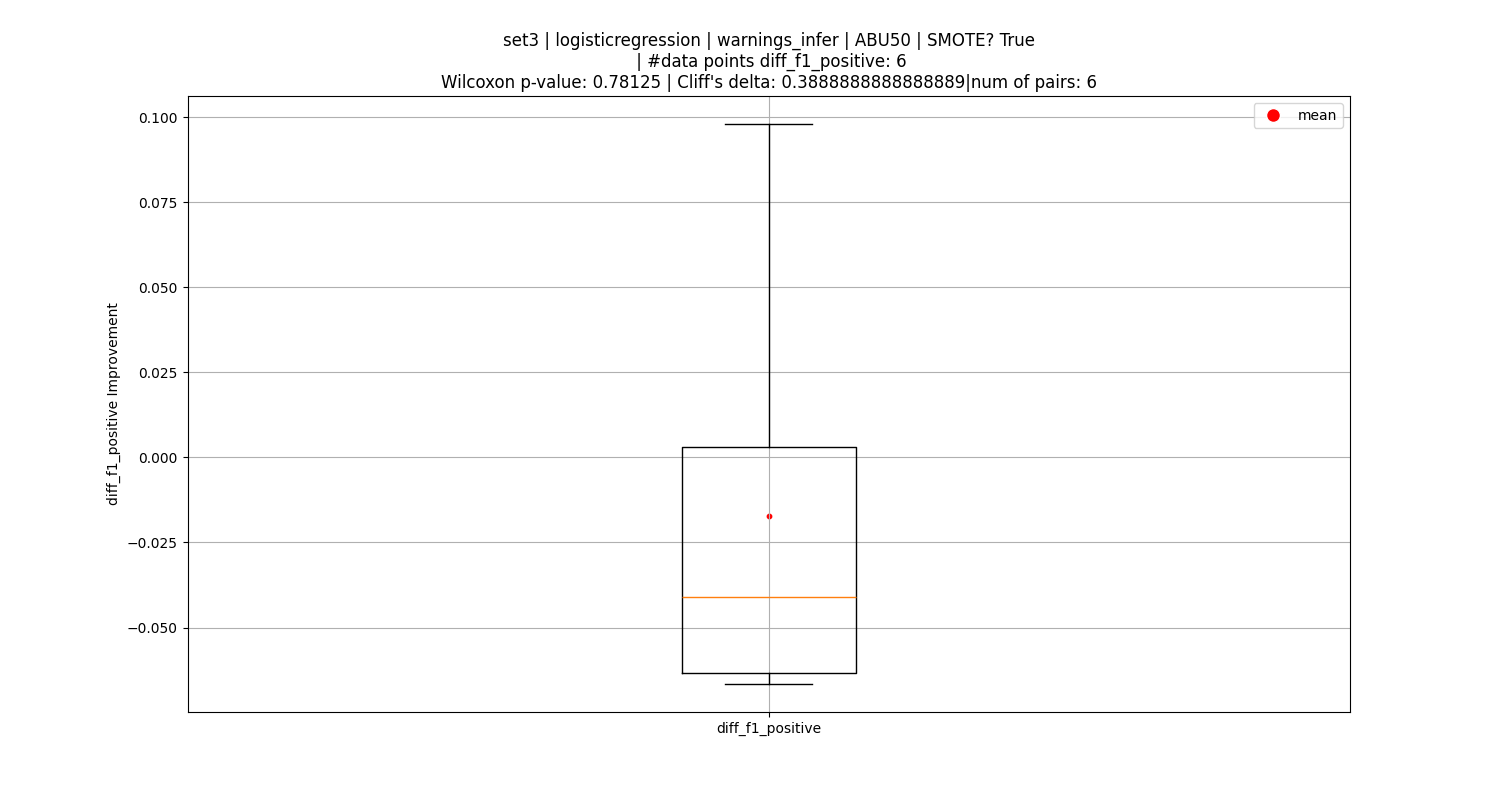 set3 | logisticregression | warnings_infer | ABU50 | SMOTE? True
| #data points diff_f1_positive: 6
Wilcoxon p-value: 0.78125 | Cliff's delta: 0.3888888888888889|num of pairs: 6
mean
0.100
0.075
0.050
0.025
0.000
−0.025
−0.050
diff_f1_positive Improvement
diff_f1_positive